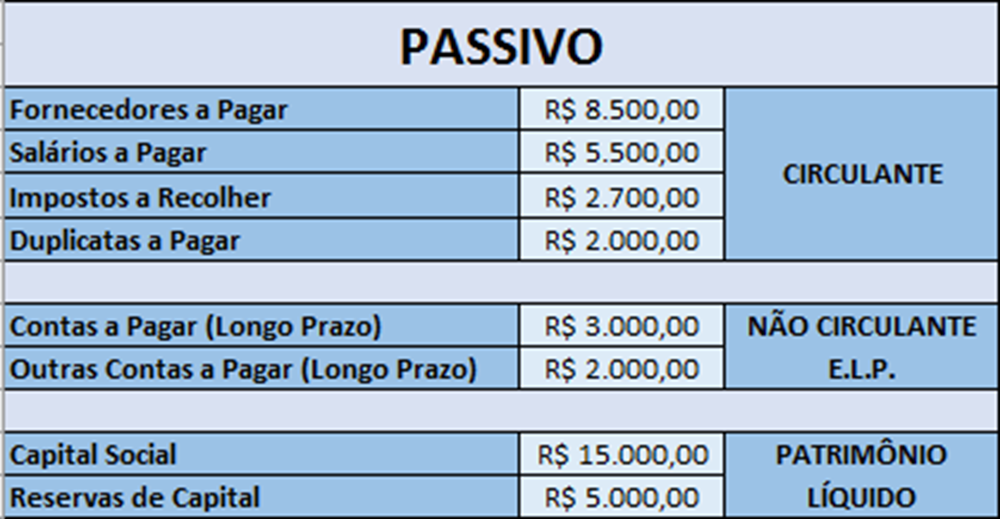 PASSIVO
Fornecedores a Pagar R$ 8.500,00
Salários a Pagar R$ 5.500,00
CIRCULANTE
Impostos a Recolher R$ 2.700,00
Duplicatas a Pagar R$ 2.000,00
Contas a Pagar (Longo Prazo) R$ 3.000,00 NÃO CIRCULANTE
Outras Contas a Pagar (Longo Prazo) R$ 2.000,00 E.L.P.
Capital Social R$ 15.000,00 PATRIMÔNIO
Reservas de Capital R$ 5.000,00 LÍQUIDO